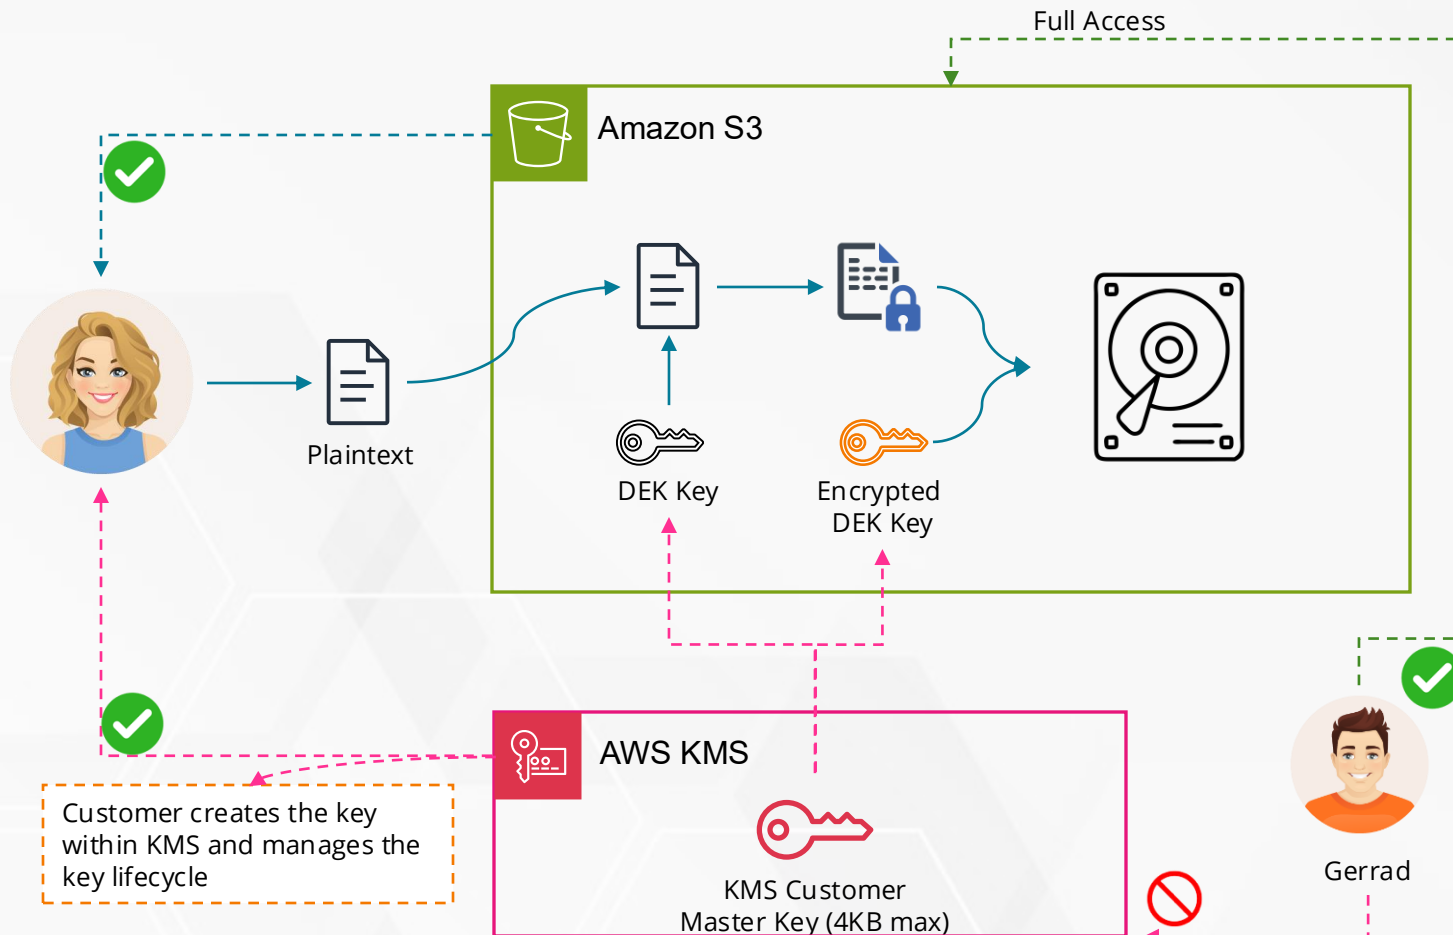 Full Access
Amazon S3
Plaintext
DEK Key
Encrypted
DEK Key
AWS KMS
Customer creates the key
within KMS and manages the
key lifecycle
KMS Customer
Master Key (4KB max)
Gerrad